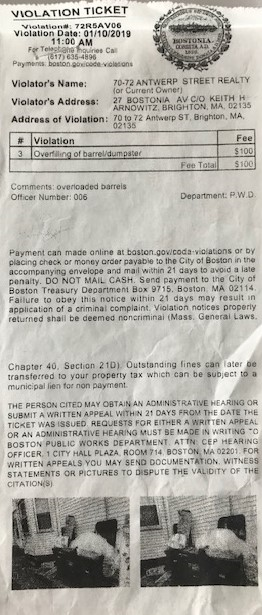 VIOLATION TICKET
Violation#: 72R5AV06
Violation Date: 01/10/2019
11:00 AM
For Telephone Inquiries Call
(617) 635-4896
Payments: boston.gov/code-violations
BOSTONIA
CONDITA A.D.
Violator's Name: 70-72 ANTWERP STREET REALTY
(or Current Owner)
Violator's Address: 27 BOSTONIA AV C/O KEITH H
ARNOWITZ, BRIGHTON, MA, 02135
Address of Violation: 70 to 72 Antwerp ST, Brighton, MA,
02135
# Violation Fee
3 Overfilling of barrel/dumpster $100
Fee Total $100
Comments: overloaded barrels
Officer Number: 006 Department: P.W.D.
Payment can made online at boston.gov/code-violations or by
placing check or money order payable to the City of Boston in the
accompanying envelope and mail within 21 days to avoid a late
penalty. DO NOT MAIL CASH. Send payment to the City of
Boston Treasury Department Box 9715, Boston, MA. 02114.
Failure to obey this notice within 21 days may result in
application of a criminal complaint. Violation notices properly
returned shall be deemed noncriminal (Mass. General Laws,
Chapter 40, Section 21D). Outstanding fines can later be
transferred to your property tax which can be subject to a
municipal lien for non payment.
THE PERSON CITED MAY OBTAIN AN ADMINISTRATIVE HEARING OR
SUBMIT A WRITTEN APPEAL WITHIN 21 DAYS FROM THE DATE THE
TICKET WAS ISSUED. REQUESTS FOR EITHER A WRITTEN APPEAL
OR AN ADMINISTRATIVE HEARING MUST BE MADE IN WRITING TO
BOSTON PUBLIC WORKS DEPARTMENT, ATTN: CEP HEARING
OFFICER, 1 CITY HALL PLAZA, ROOM 714, BOSTON, MA 02201. FOR
WRITTEN APPEALS YOU MAY SEND DOCUMENTATION, WITNESS
STATEMENTS OR PICTURES TO DISPUTE THE VALIDITY OF THE
CITATION(S)